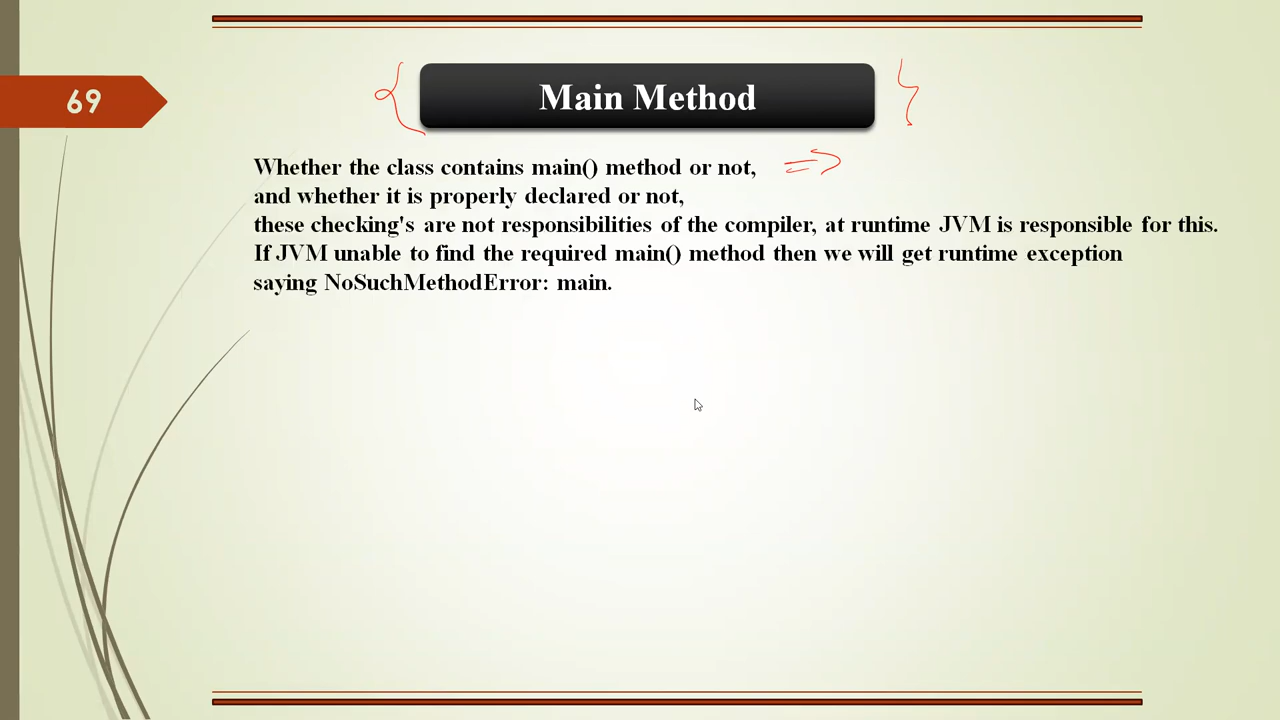 69
Main Method
Whether the class contains main() method or not,
and whether it is properly declared or not,
these checking's are not responsibilities of the compiler, at runtime JVM is responsible for this.
If JVM unable to find the required main() method then we will get runtime exception
saying NoSuchMethodError: main.